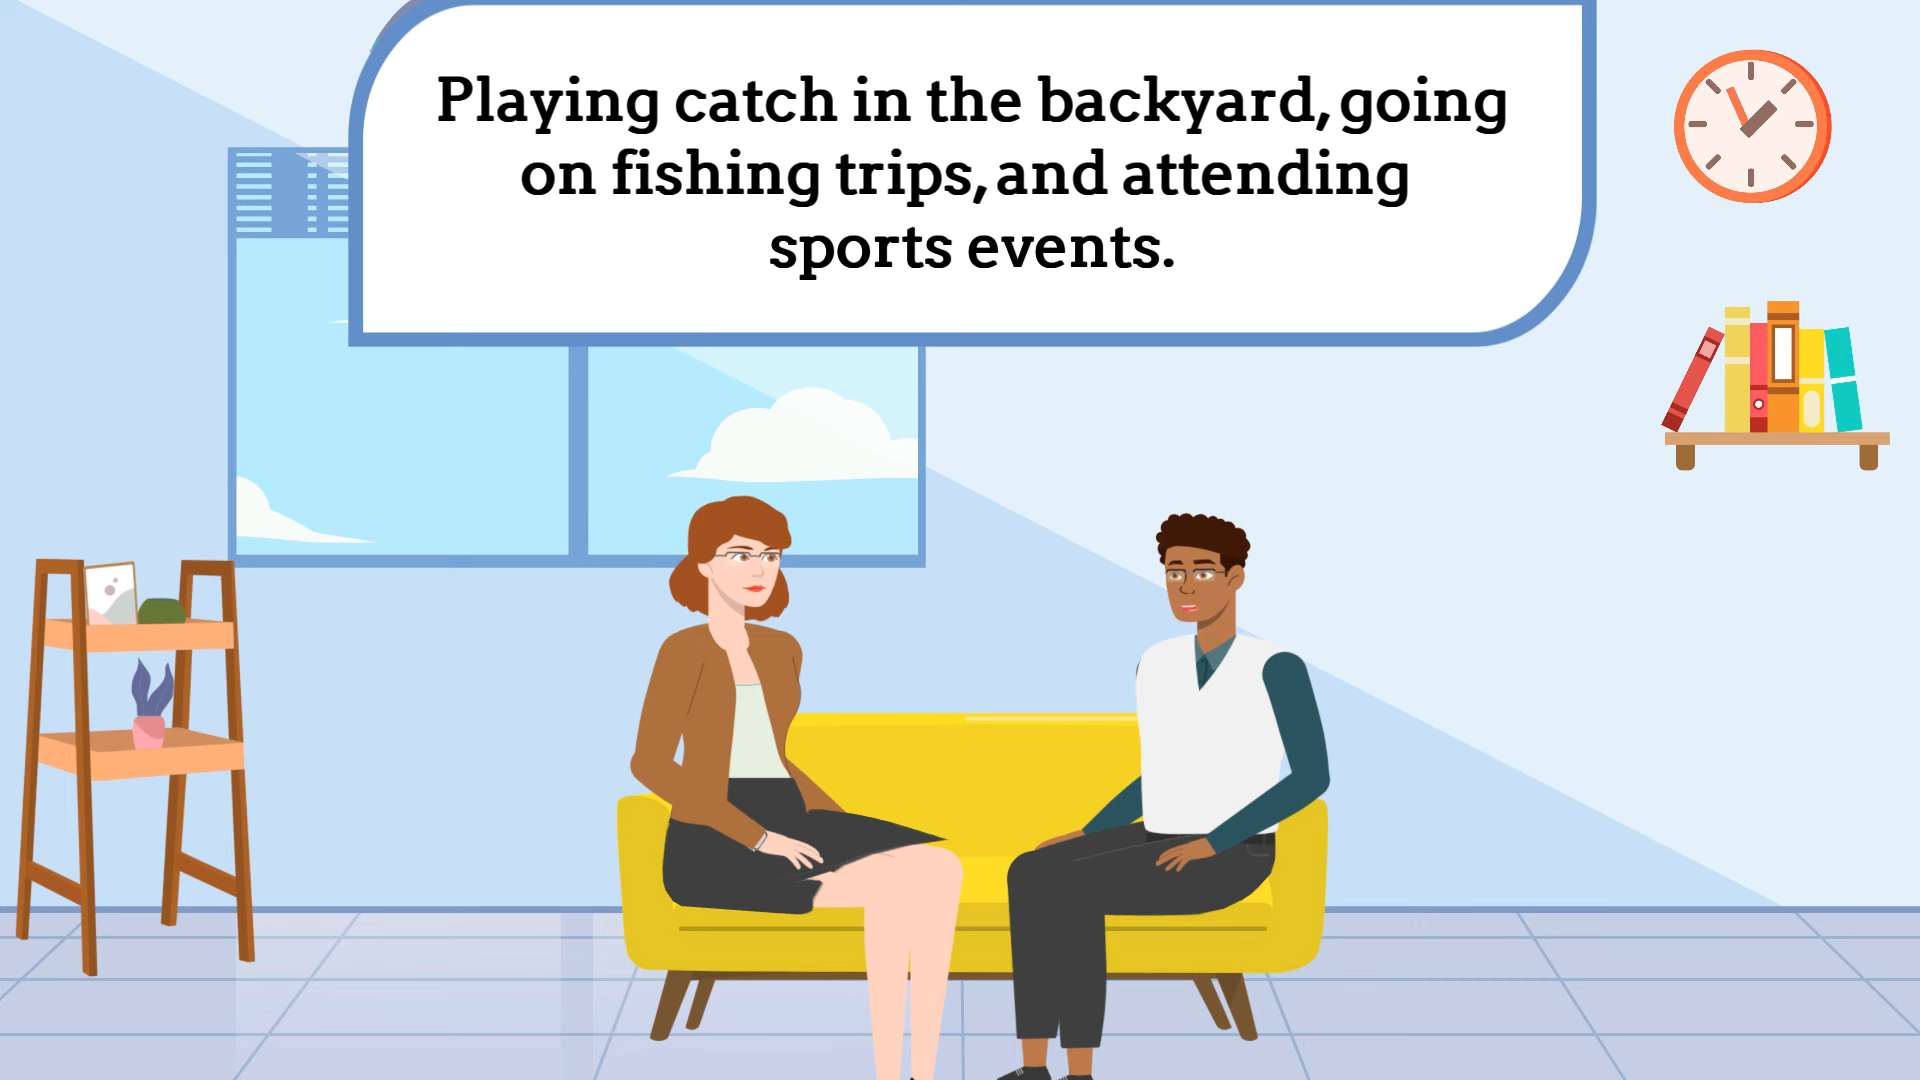 Playing catch in the backyard, going
on fishing trips, and attending
sports events.